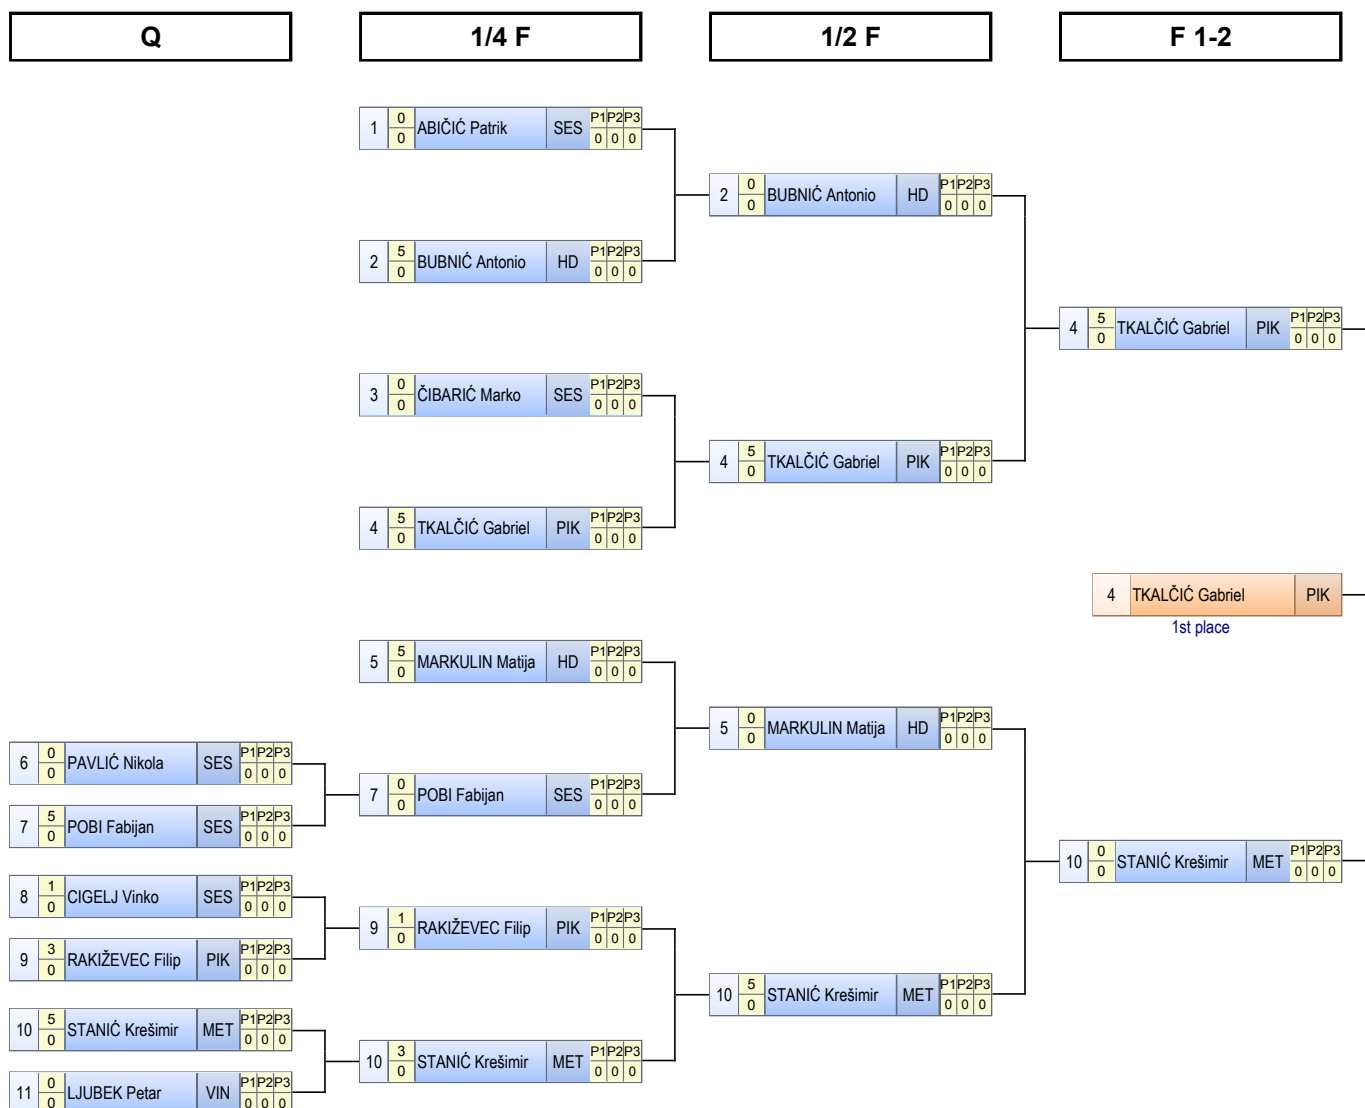 Q 1/4 F 1/2 F F 1-2
1 0 0 ABIČIĆ Patrik SES P1 P2 P3 0 0 0
2 0 0 BUBNIĆ Antonio HD P1 P2 P3 0 0 0
2 5 0 BUBNIĆ Antonio HD P1 P2 P3 0 0 0
4 5 0 TKALČIĆ Gabriel PIK P1 P2 P3 0 0 0
3 0 0 ČIBARIĆ Marko SES P1 P2 P3 0 0 0
4 5 0 TKALČIĆ Gabriel PIK P1 P2 P3 0 0 0
4 5 0 TKALČIĆ Gabriel PIK P1 P2 P3 0 0 0
4 TKALČIĆ Gabriel PIK
1st place
5 5 0 MARKULIN Matija HD P1 P2 P3 0 0 0
5 0 0 MARKULIN Matija HD P1 P2 P3 0 0 0
6 0 0 PAVLIĆ Nikola SES P1 P2 P3 0 0 0
7 0 0 POBI Fabijan SES P1 P2 P3 0 0 0
7 5 0 POBI Fabijan SES P1 P2 P3 0 0 0
10 0 0 STANIĆ Krešimir MET P1 P2 P3 0 0 0
8 1 0 CIGELJ Vinko SES P1 P2 P3 0 0 0
9 1 0 RAKIŽEVEC Filip PIK P1 P2 P3 0 0 0
9 3 0 RAKIŽEVEC Filip PIK P1 P2 P3 0 0 0
10 5 0 STANIĆ Krešimir MET P1 P2 P3 0 0 0
10 5 0 STANIĆ Krešimir MET P1 P2 P3 0 0 0
10 3 0 STANIĆ Krešimir MET P1 P2 P3 0 0 0
11 0 0 LJUBEK Petar VIN P1 P2 P3 0 0 0